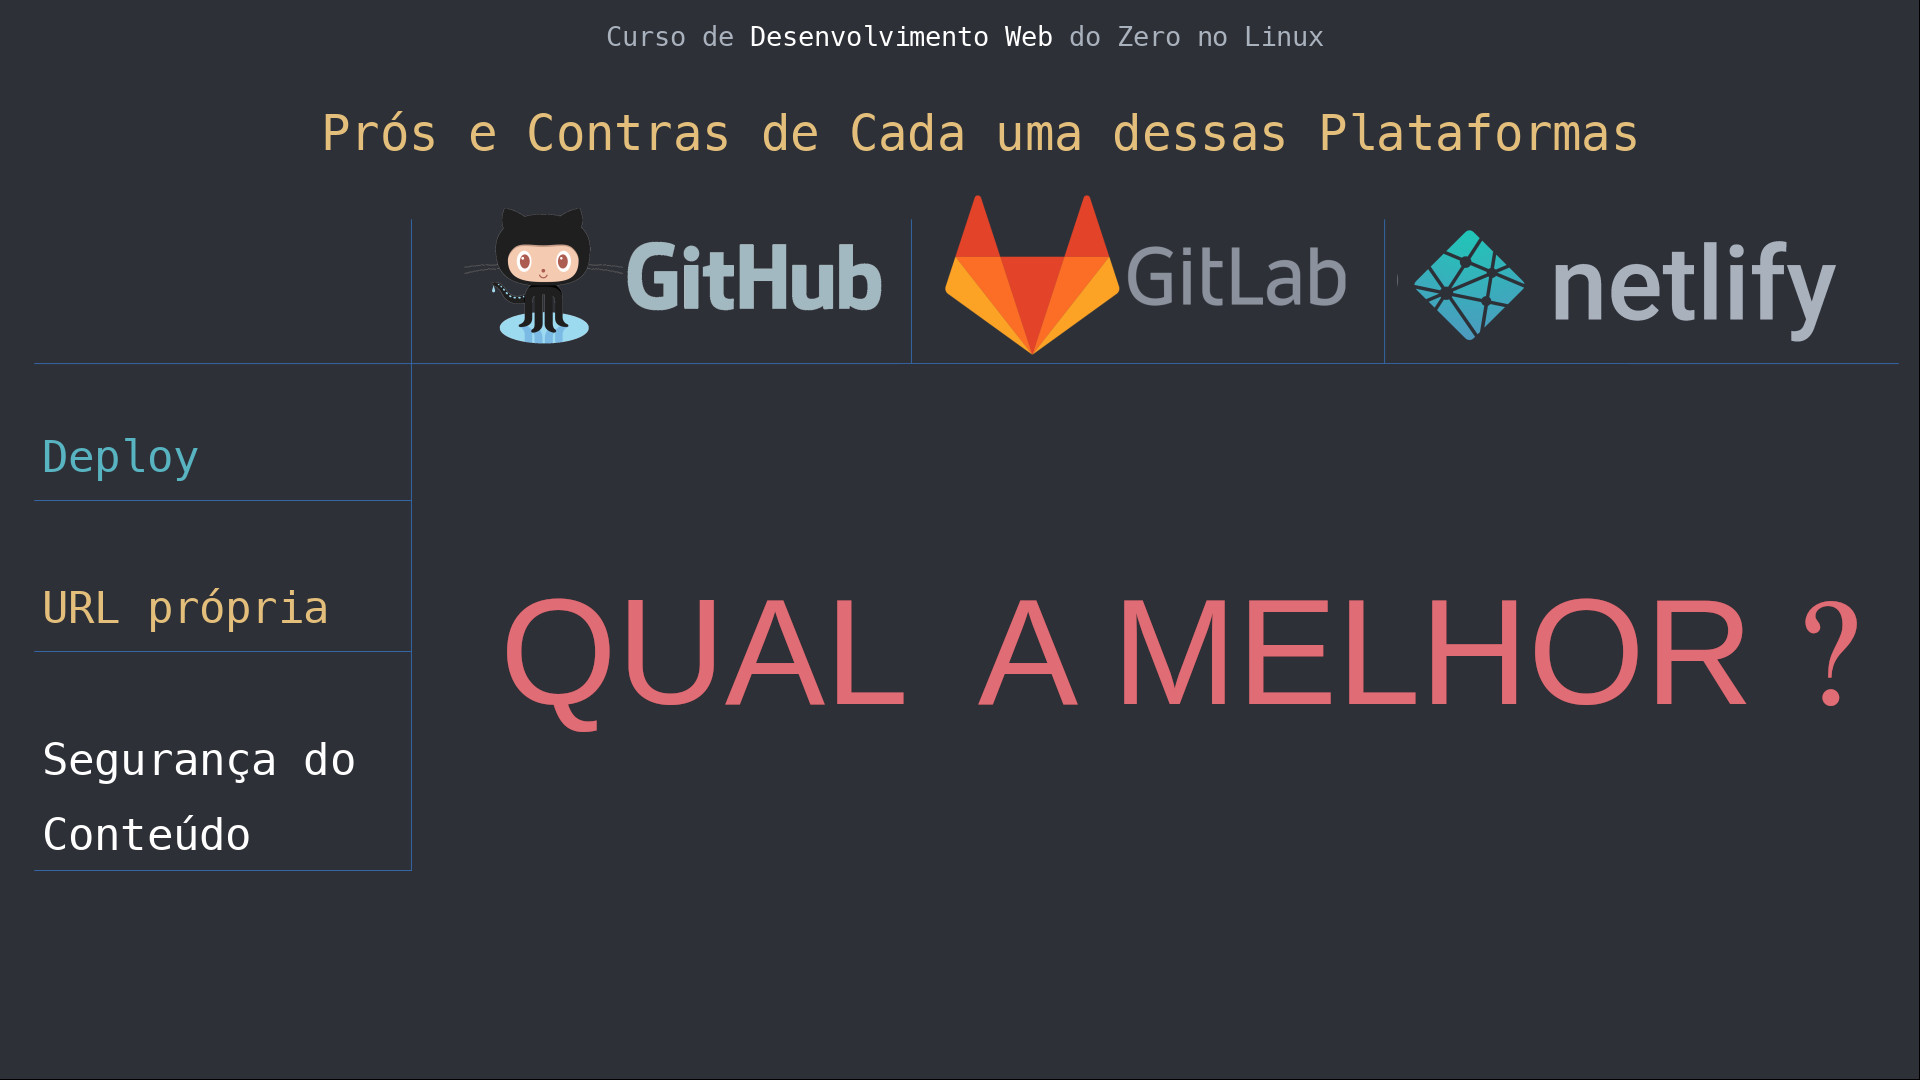 Curso de Desenvolvimento Web do Zero no Linux
Prós e Contras de Cada uma dessas Plataformas
GitHub
GitLab
netlify
Deploy
URL própria
QUAL A MELHOR ?
Segurança do
Conteúdo